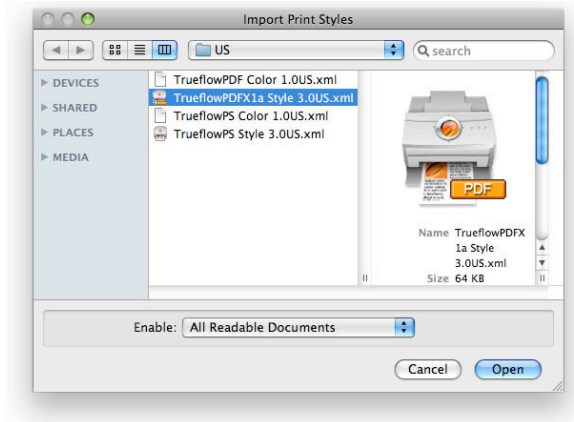 Import Print Styles
US
search
DEVICES
SHARED
PLACES
MEDIA
TrueflowPDF Color 1.0US.xml
TrueflowPDFX1a Style 3.0US.xml
TrueflowPS Color 1.0US.xml
TrueflowPS Style 3.0US.xml
PDF
Name TrueflowPDFX
1a Style
3.0US.xml
Size 64 KB
Enable: All Readable Documents
Cancel Open